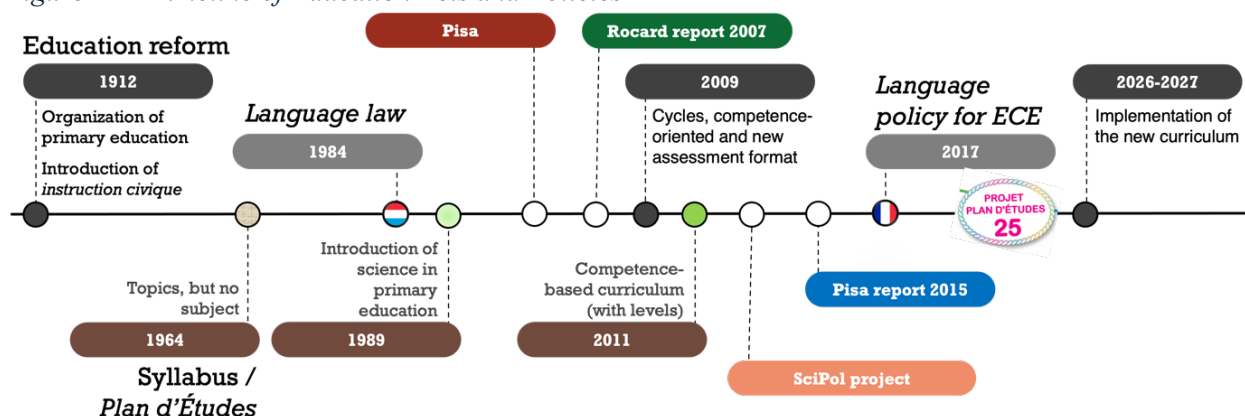 Pisa
Rocard report 2007
Education reform
1912
Organization of
primary education
Introduction of
instruction civique
Language law
1984
2009
Cycles, competence-
oriented and new
assessment format
Language
policy for ECE
2017
2026-2027
Implementation of
the new curriculum
PROJET
PLAN D'ÉTUDES
25
Topics, but no
subject
1964
Syllabus /
Plan d'Études
Introduction of
science in
primary
education
1989
Competence-
based curriculum
(with levels)
2011
Pisa report 2015
SciPol project